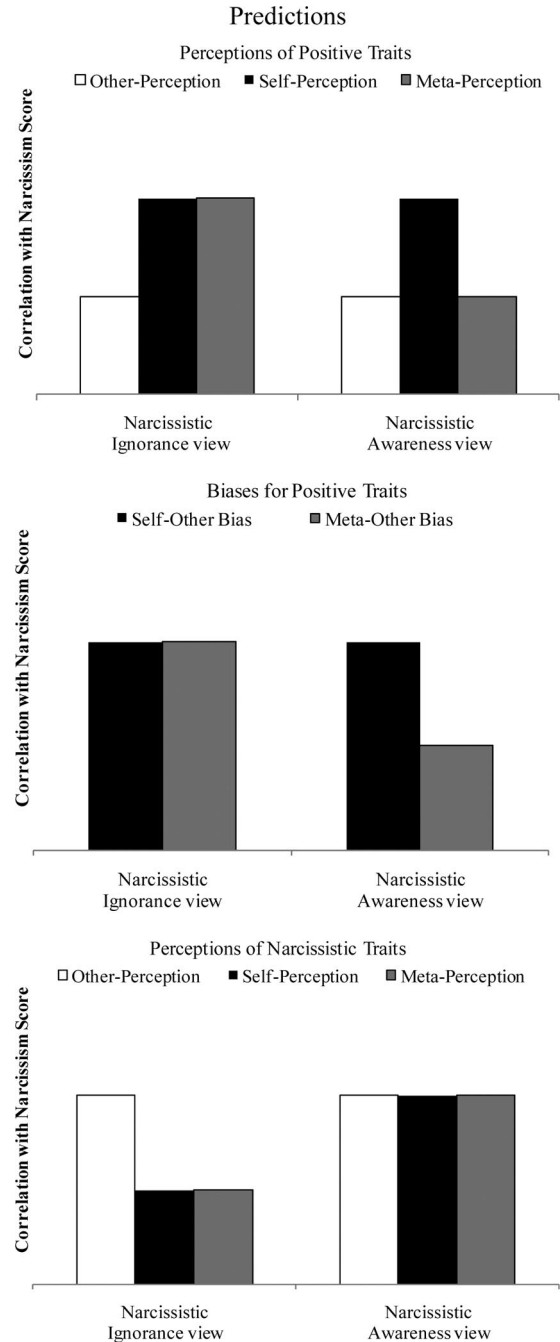 Predictions
Perceptions of Positive Traits
Other-Perception Self-Perception Meta-Perception
Correlation with Narcissism Score
Narcissistic Ignorance view
Narcissistic Awareness view
Biases for Positive Traits
Self-Other Bias Meta-Other Bias
Correlation with Narcissism Score
Narcissistic Ignorance view
Narcissistic Awareness view
Perceptions of Narcissistic Traits
Other-Perception Self-Perception Meta-Perception
Correlation with Narcissism Score
Narcissistic Ignorance view
Narcissistic Awareness view